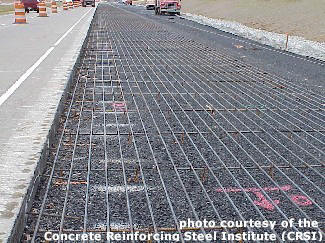 photo courtesy of the
Concrete Reinforcing Steel Institute (CRSI)